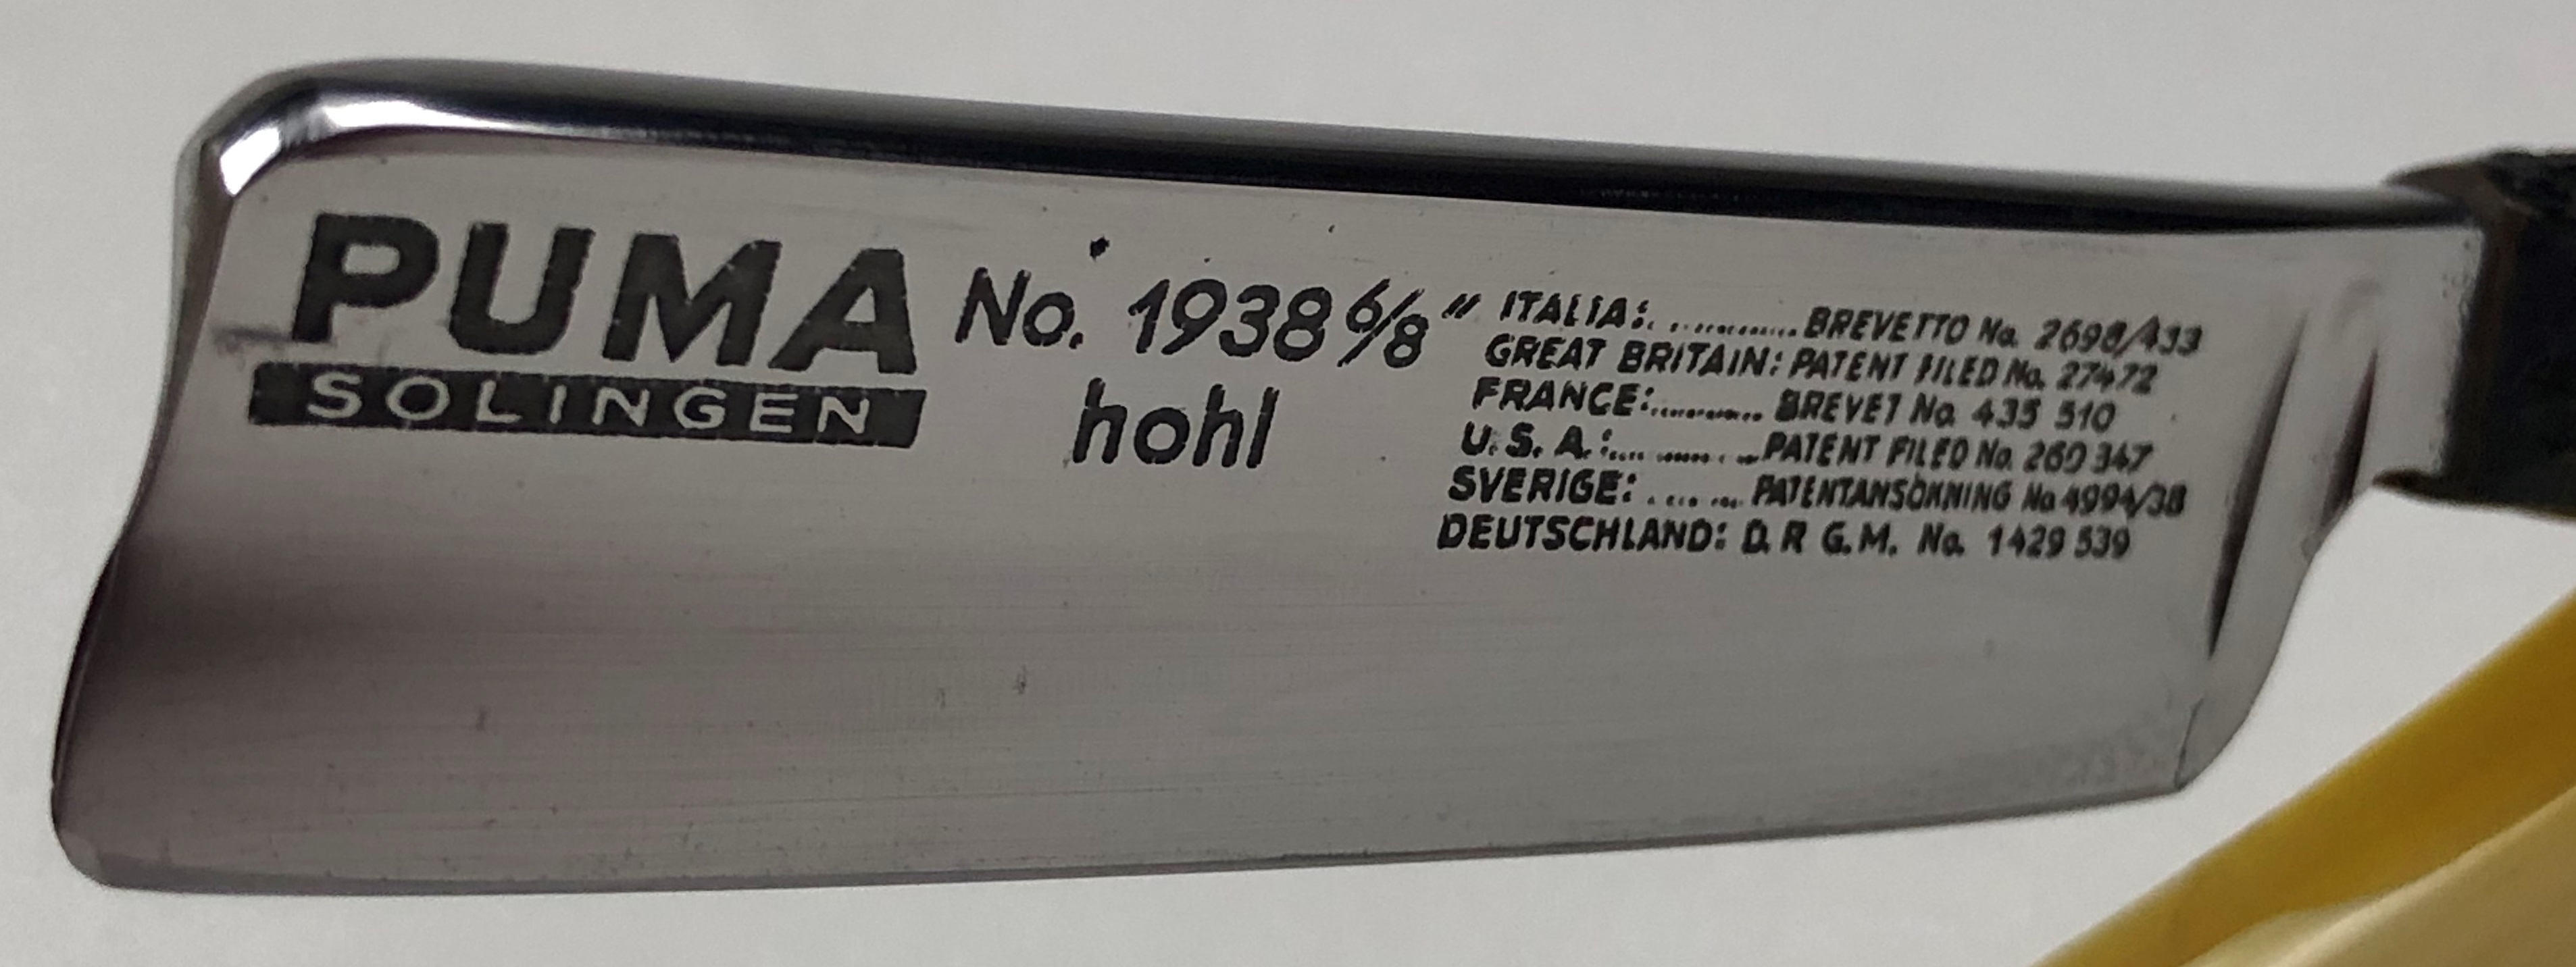 PUMA
SOLINGEN
No. 1938 6/8"
hohl
ITALIA: ............... BREVETTO No. 2698/433
GREAT BRITAIN: PATENT FILED No. 27472
FRANCE: ............ BREVET No. 435 510
U. S. A.: ............ PATENT FILED No. 260 347
SVERIGE: .... ... PATENTANSÖKNING No 4994/38
DEUTSCHLAND: D. R G. M. No. 1429 539